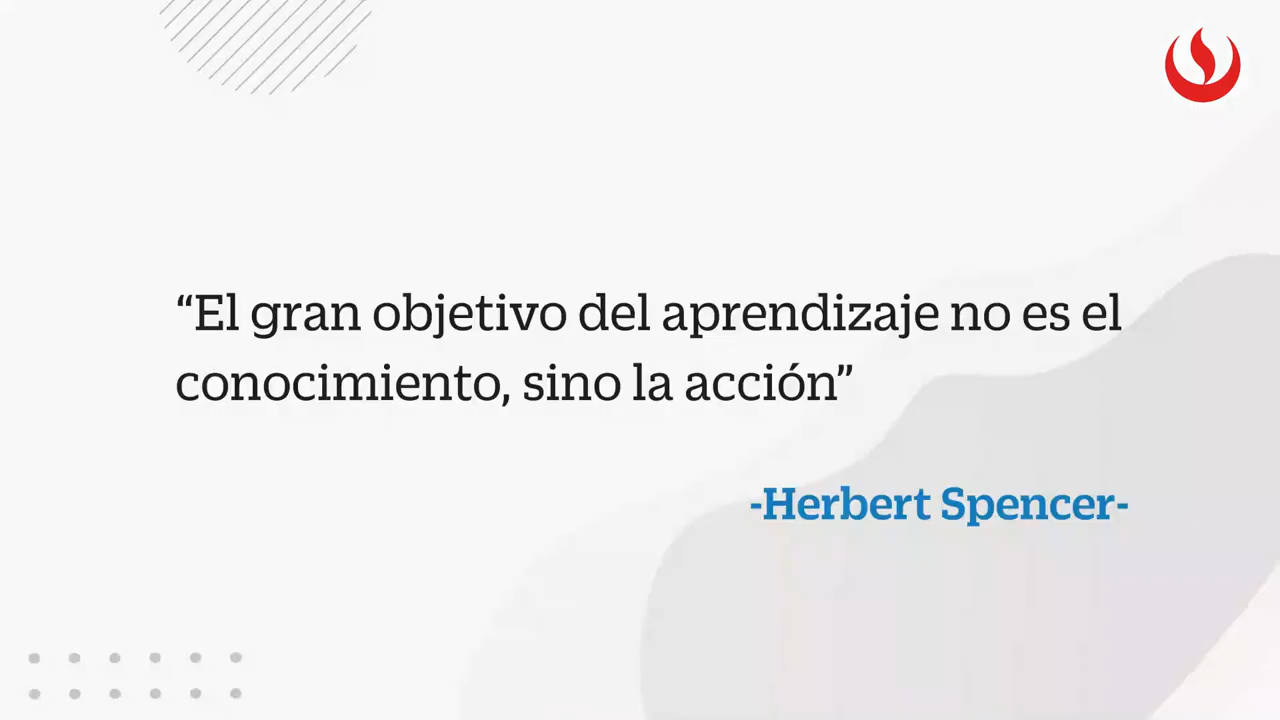 “El gran objetivo del aprendizaje no es el
conocimiento, sino la acción”
-Herbert Spencer-